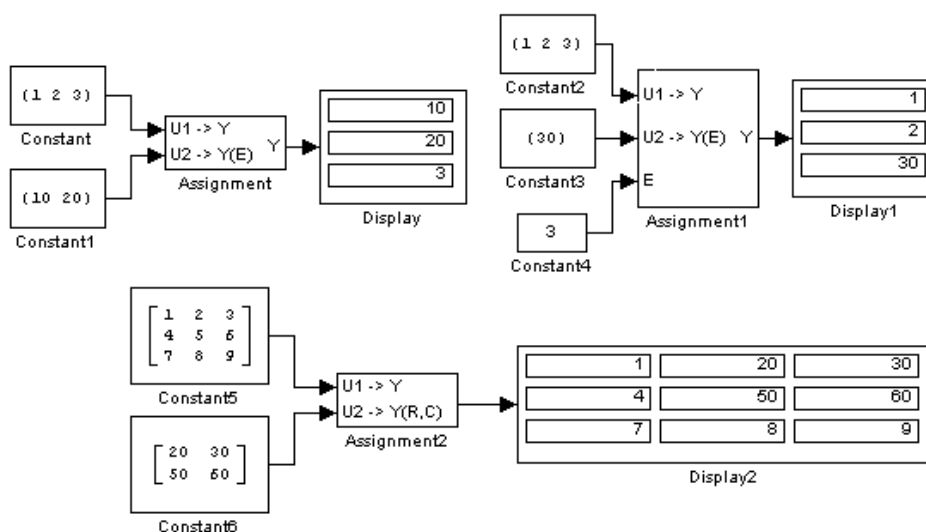 (1 2 3)
Constant
(10 20)
Constant1
U1 -> Y
U2 -> Y(E)
Y
Assignment
10
20
3
Display
(1 2 3)
Constant2
(30)
Constant3
3
Constant4
U1 -> Y
U2 -> Y(E) Y
E
Assignment1
1
2
30
Display1
1 2 3
4 5 6
7 8 9
Constant5
20 30
50 60
Constant6
U1 -> Y
U2 -> Y(R,C)
Assignment2
1 20 30
4 50 60
7 8 9
Display2